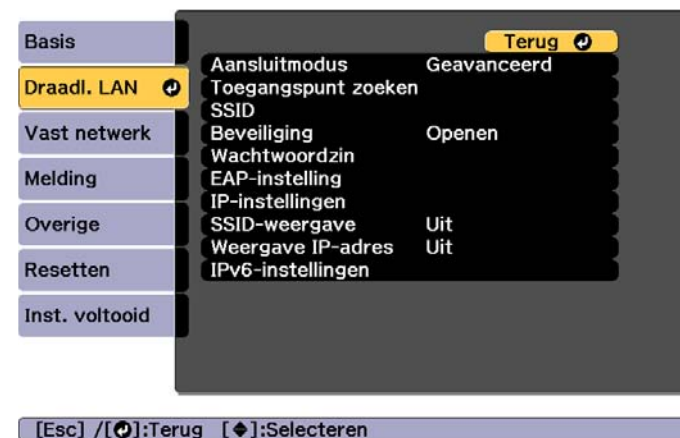 Basis
Draadl. LAN
Vast netwerk
Melding
Overige
Resetten
Inst. voltooid
Terug
Aansluitmodus Geavanceerd
Toegangspunt zoeken
SSID
Beveiliging Openen
Wachtwoordzin
EAP-instelling
IP-instellingen
SSID-weergave Uit
Weergave IP-adres Uit
IPv6-instellingen
[Esc] /[⏎]:Terug [◆]:Selecteren